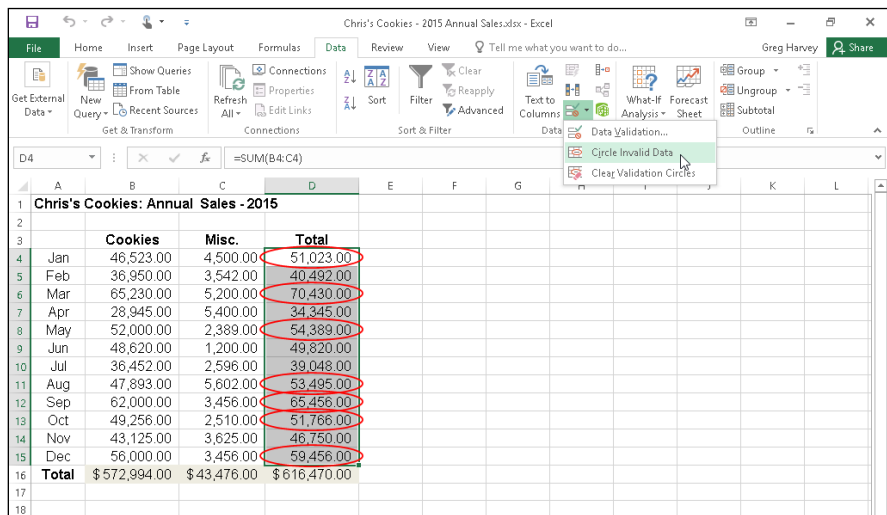 Chris's Cookies - 2015 Annual Sales.xlsx - Excel
File Home Insert Page Layout Formulas Data Review View Tell me what you want to do... Greg Harvey Share
Get External Data
New Query
Show Queries
From Table
Recent Sources
Get & Transform
Refresh All
Connections
Properties
Edit Links
Connections
Sort
Filter
Clear
Reapply
Advanced
Sort & Filter
Text to Columns
Data
What-If Analysis
Forecast Sheet
Group
Ungroup
Subtotal
Outline
Data Validation...
Circle Invalid Data
Clear Validation Circles
D4 fx =SUM(B4:C4)
A B C D E F G H I J K L
1 Chris's Cookies: Annual Sales - 2015
2
3 Cookies Misc. Total
4 Jan 46,523.00 4,500.00 51,023.00
5 Feb 36,950.00 3,542.00 40,492.00
6 Mar 65,230.00 5,200.00 70,430.00
7 Apr 28,945.00 5,400.00 34,345.00
8 May 52,000.00 2,389.00 54,389.00
9 Jun 48,620.00 1,200.00 49,820.00
10 Jul 36,452.00 2,596.00 39,048.00
11 Aug 47,893.00 5,602.00 53,495.00
12 Sep 62,000.00 3,456.00 65,456.00
13 Oct 49,256.00 2,510.00 51,766.00
14 Nov 43,125.00 3,625.00 46,750.00
15 Dec 56,000.00 3,456.00 59,456.00
16 Total $572,994.00 $43,476.00 $616,470.00
17
18